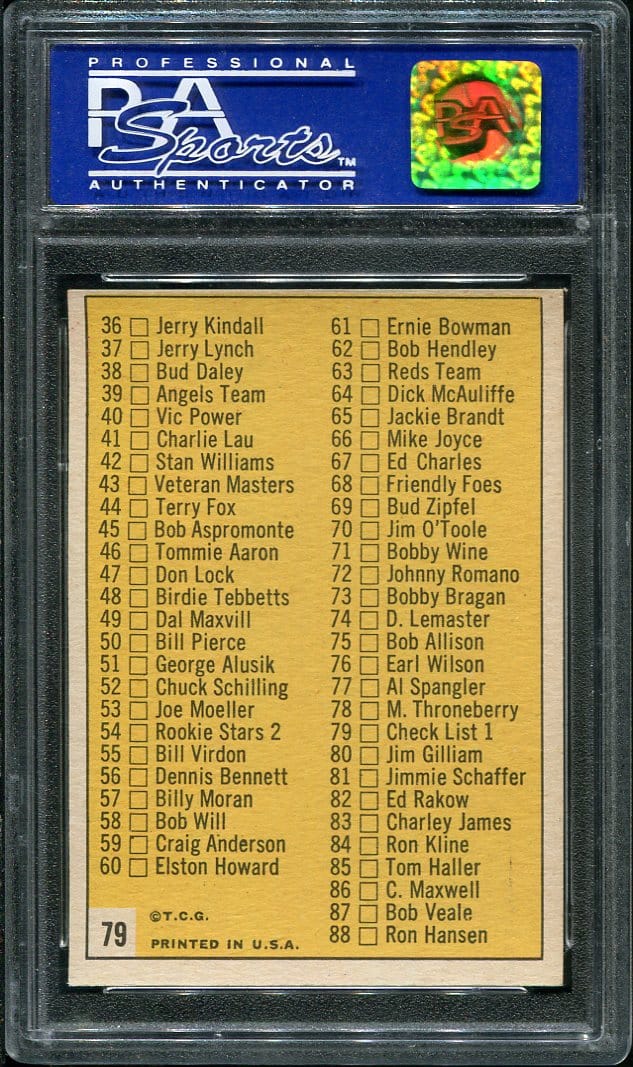 PROFESSIONAL
PSA
Sports™
AUTHENTICATOR
PSA
36 Jerry Kindall
37 Jerry Lynch
38 Bud Daley
39 Angels Team
40 Vic Power
41 Charlie Lau
42 Stan Williams
43 Veteran Masters
44 Terry Fox
45 Bob Aspromonte
46 Tommie Aaron
47 Don Lock
48 Birdie Tebbetts
49 Dal Maxvill
50 Bill Pierce
51 George Alusik
52 Chuck Schilling
53 Joe Moeller
54 Rookie Stars 2
55 Bill Virdon
56 Dennis Bennett
57 Billy Moran
58 Bob Will
59 Craig Anderson
60 Elston Howard
79
©T.C.G.
PRINTED IN U.S.A.
61 Ernie Bowman
62 Bob Hendley
63 Reds Team
64 Dick McAuliffe
65 Jackie Brandt
66 Mike Joyce
67 Ed Charles
68 Friendly Foes
69 Bud Zipfel
70 Jim O'Toole
71 Bobby Wine
72 Johnny Romano
73 Bobby Bragan
74 D. Lemaster
75 Bob Allison
76 Earl Wilson
77 Al Spangler
78 M. Throneberry
79 Check List 1
80 Jim Gilliam
81 Jimmie Schaffer
82 Ed Rakow
83 Charley James
84 Ron Kline
85 Tom Haller
86 C. Maxwell
87 Bob Veale
88 Ron Hansen